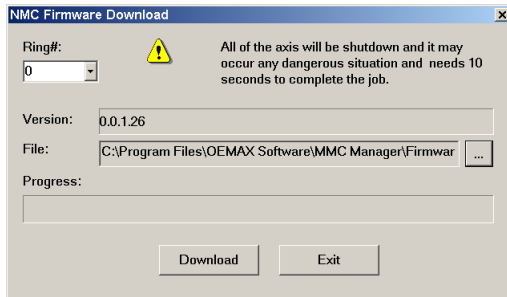 NMC Firmware Download
Ring#:
0
All of the axis will be shutdown and it may
occur any dangerous situation and needs 10
seconds to complete the job.
Version: 0.0.1.26
File: C:\Program Files\OEMAX Software\MMC Manager\Firmwar ...
Progress:
Download Exit